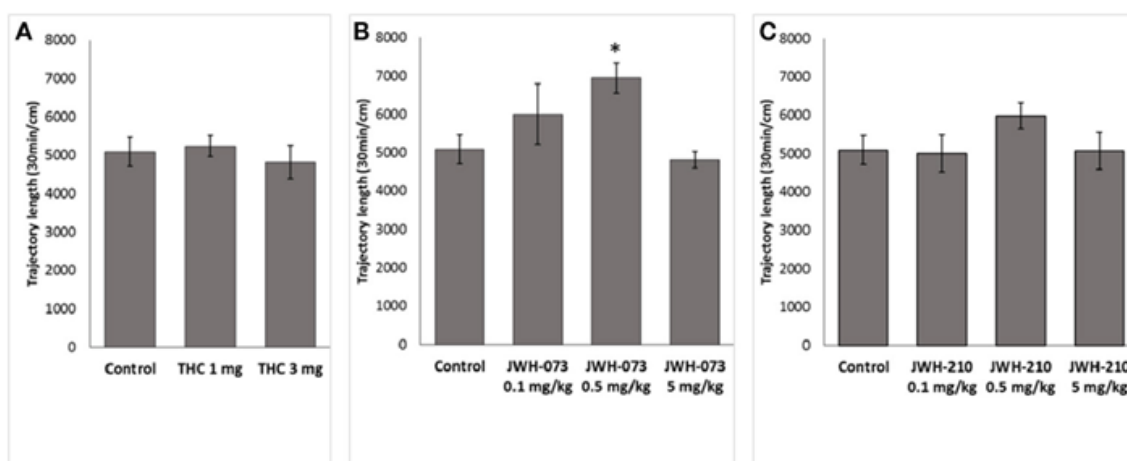 A
Trajectory length (30min/cm)
8000
7000
6000
5000
4000
3000
2000
1000
0
Control THC 1 mg THC 3 mg
B
Trajectory length (30min/cm)
8000
7000
6000
5000
4000
3000
2000
1000
0
*
Control JWH-073 JWH-073 JWH-073
0.1 mg/kg 0.5 mg/kg 5 mg/kg
C
Trajectory length (30min/cm)
8000
7000
6000
5000
4000
3000
2000
1000
0
Control JWH-210 JWH-210 JWH-210
0.1 mg/kg 0.5 mg/kg 5 mg/kg